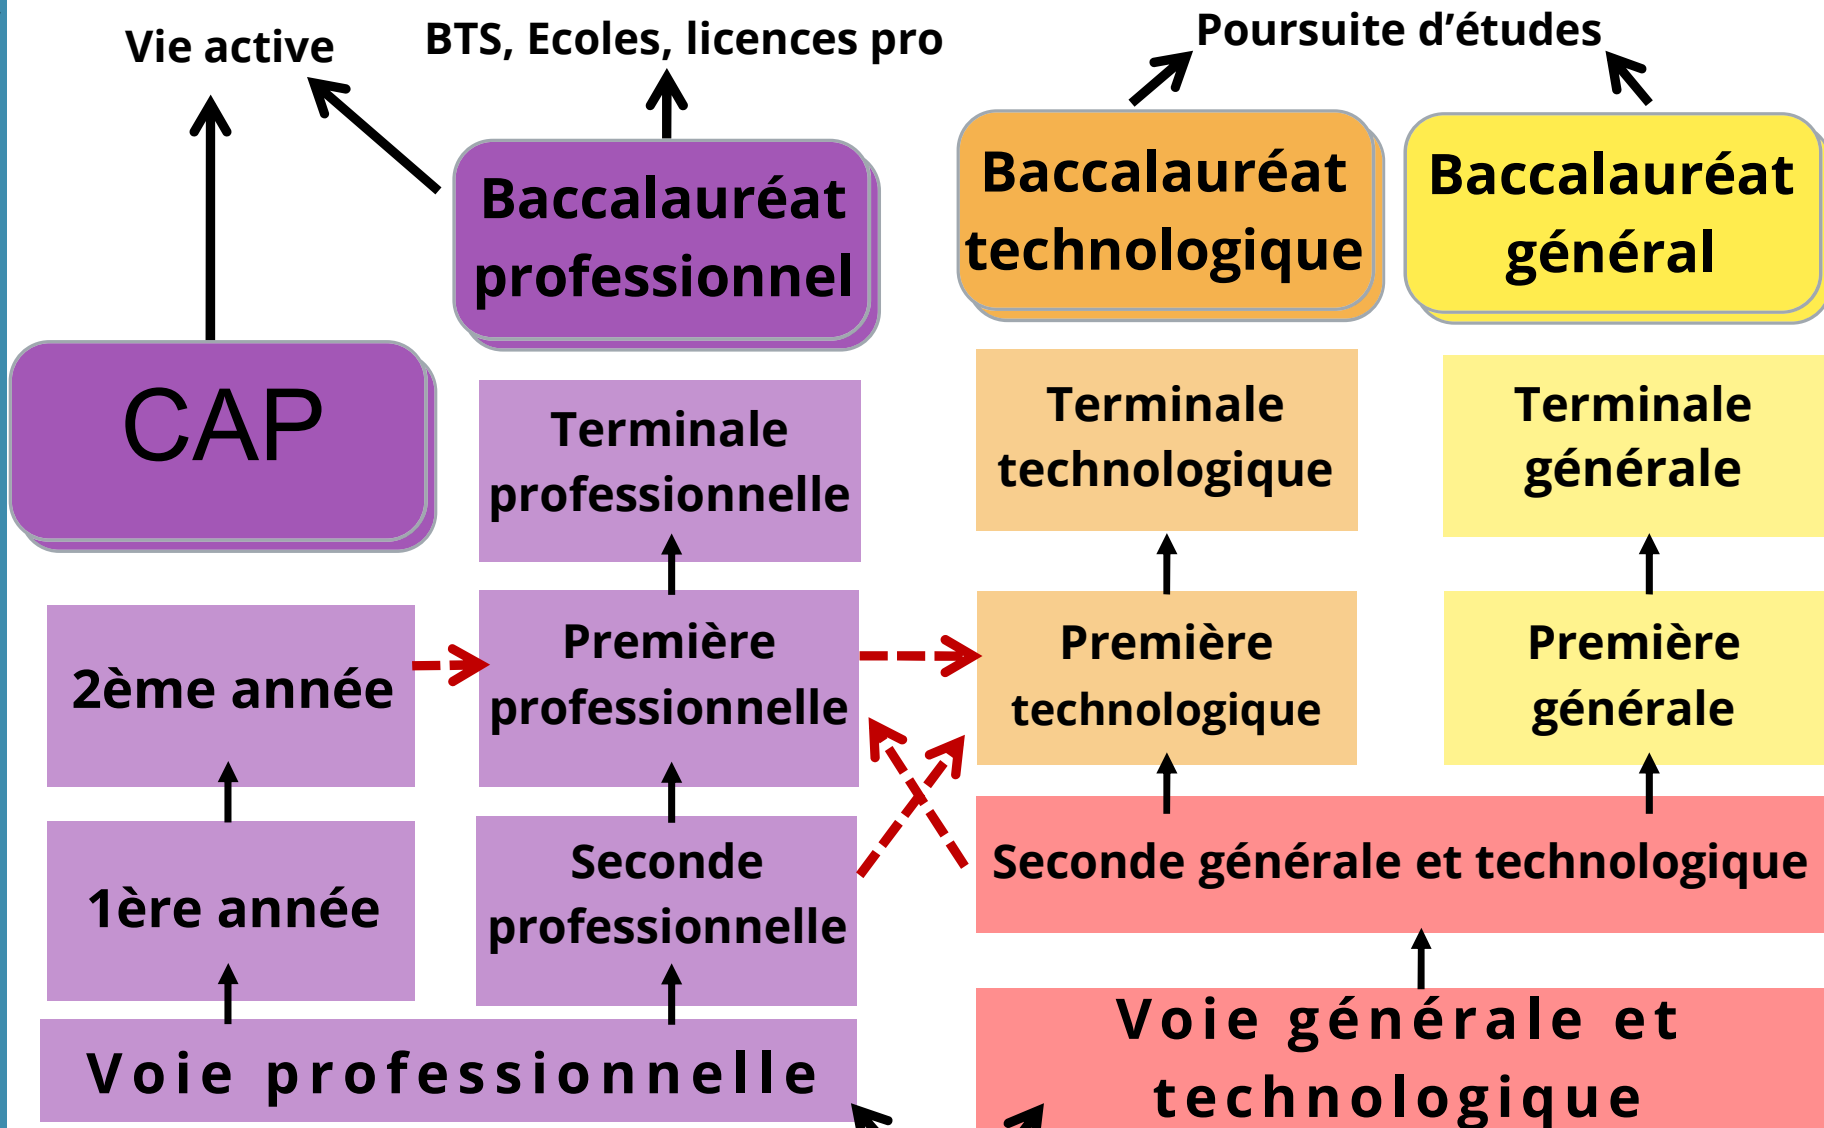 Vie active
BTS, Ecoles, licences pro
Poursuite d’études
Baccalauréat
professionnel
Baccalauréat
technologique
Baccalauréat
général
CAP
Terminale
professionnelle
Terminale
technologique
Terminale
générale
2ème année
Première
professionnelle
Première
technologique
Première
générale
1ère année
Seconde
professionnelle
Seconde générale et technologique
Voie professionnelle
Voie générale et
technologique